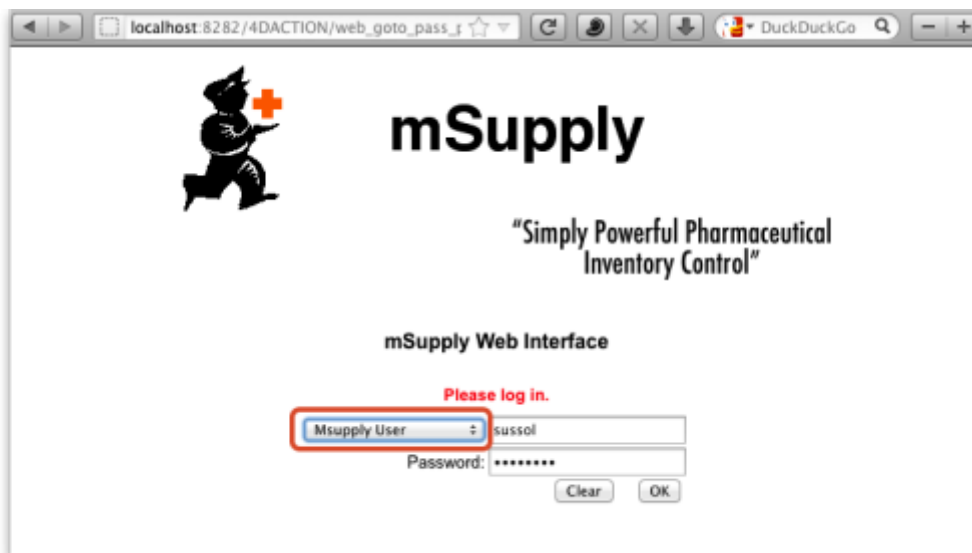 localhost:8282/4DACTION/web_goto_pass_
DuckDuckGo
mSupply
“Simply Powerful Pharmaceutical
Inventory Control”
mSupply Web Interface
Please log in.
Msupply User sussol
Password: ••••••••
Clear OK